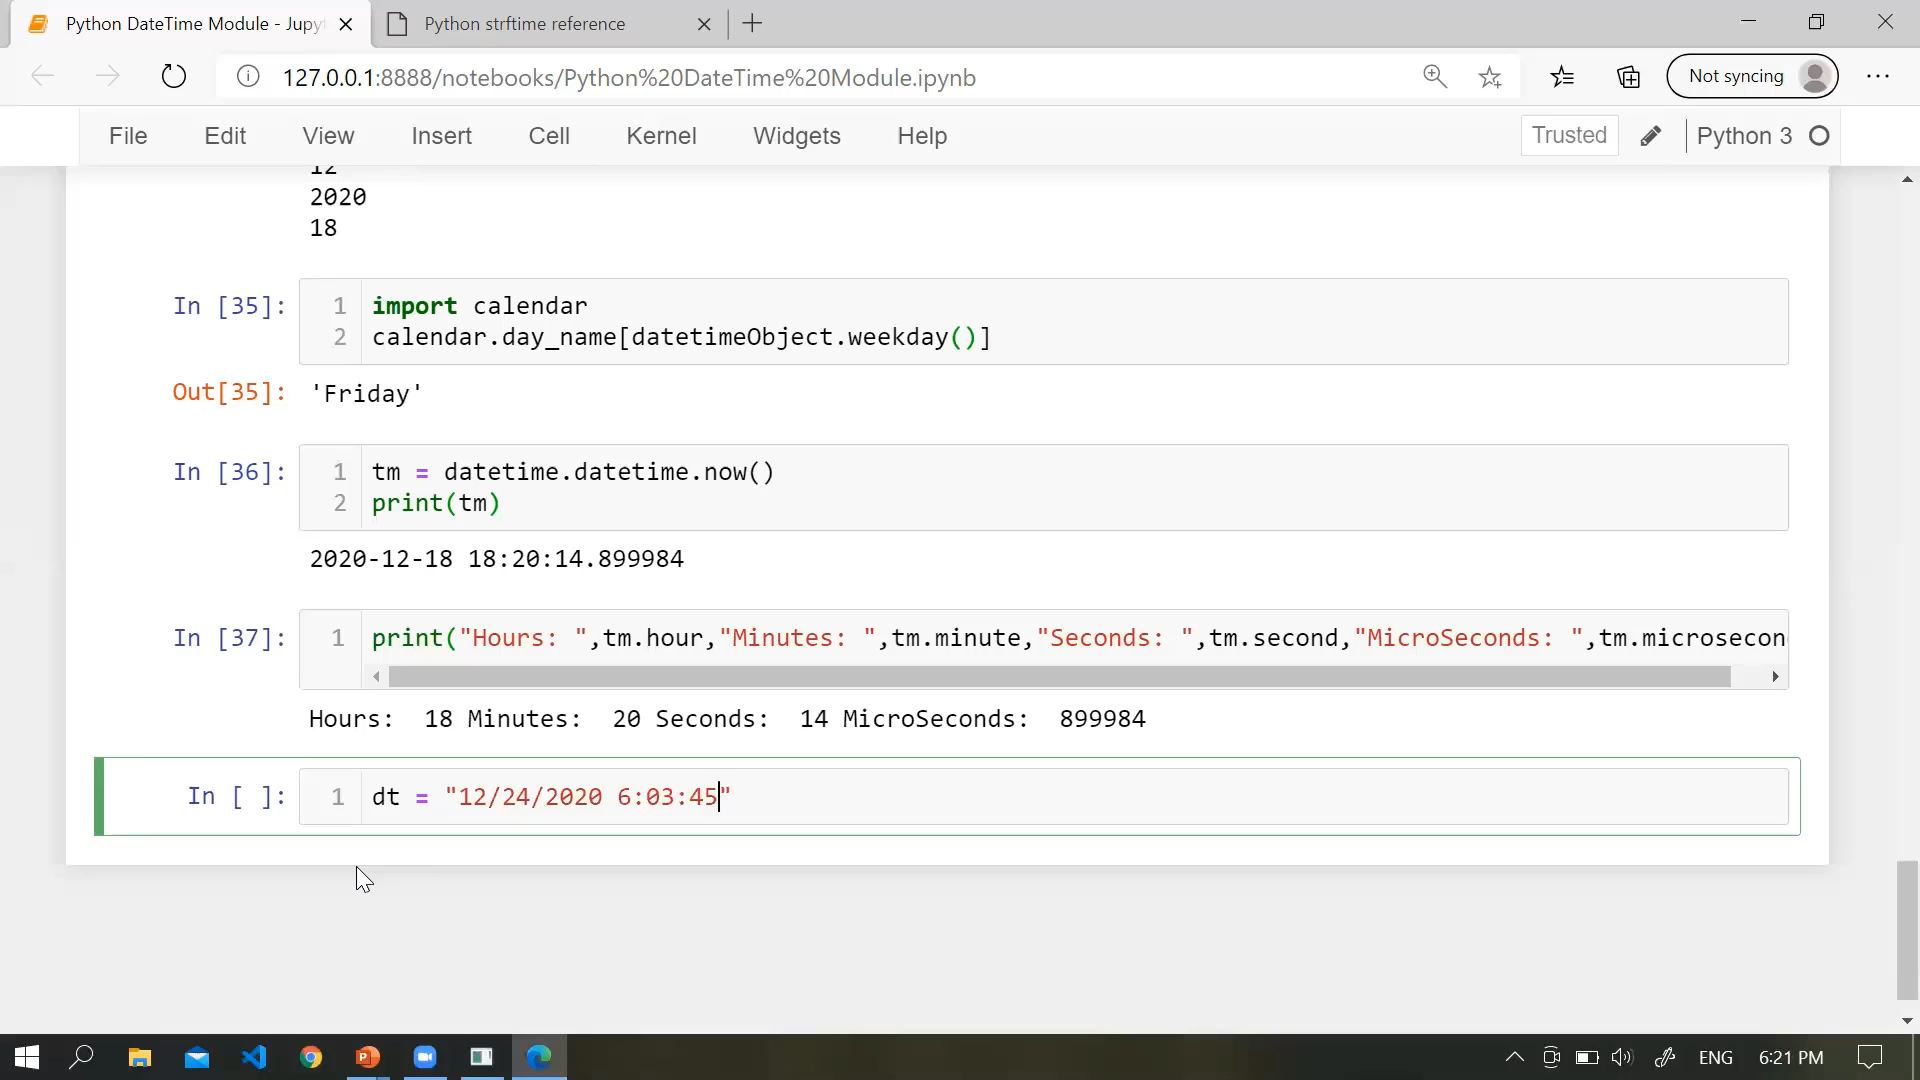 Python DateTime Module - Jupyt
Python strftime reference
127.0.0.1:8888/notebooks/Python%20DateTime%20Module.ipynb
Not syncing
File Edit View Insert Cell Kernel Widgets Help
Trusted
Python 3
12
2020
18
In [35]:
1 import calendar
2 calendar.day_name[datetimeObject.weekday()]
Out[35]: 'Friday'
In [36]:
1 tm = datetime.datetime.now()
2 print(tm)
2020-12-18 18:20:14.899984
In [37]:
1 print("Hours: ",tm.hour,"Minutes: ",tm.minute,"Seconds: ",tm.second,"MicroSeconds: ",tm.microsecon
Hours:  18 Minutes:  20 Seconds:  14 MicroSeconds:  899984
In [ ]:
1 dt = "12/24/2020 6:03:45"
ENG
6:21 PM